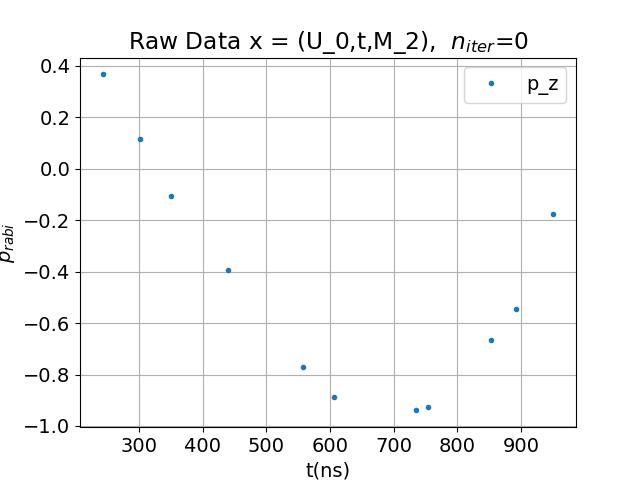 Raw Data x = (U_0,t,M_2), n_iter=0
p_z
0.4
0.2
0.0
−0.2
−0.4
−0.6
−0.8
−1.0
p_rabi
300 400 500 600 700 800 900
t(ns)